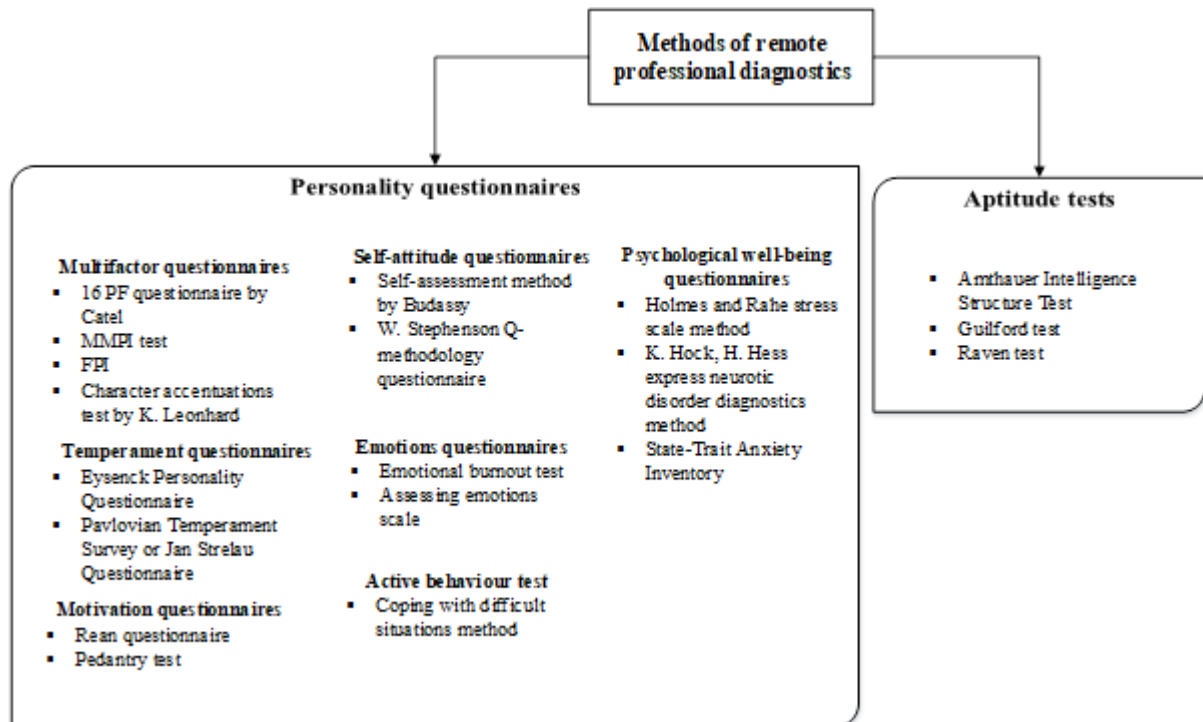 Methods of remote
professional diagnostics
Personality questionnaires
Multifactor questionnaires
▪ 16 PF questionnaire by
Catel
▪ MMPI test
▪ FPI
▪ Character accentuations
test by K. Leonhard
Temperament questionnaires
▪ Eysenck Personality
Questionnaire
▪ Pavlovian Temperament
Survey or Jan Strelau
Questionnaire
Motivation questionnaires
▪ Rean questionnaire
▪ Pedantry test
Self-attitude questionnaires
▪ Self-assessment method
by Budassy
▪ W. Stephenson Q-
methodology
questionnaire
Emotions questionnaires
▪ Emotional burnout test
▪ Assessing emotions
scale
Active behaviour test
▪ Coping with difficult
situations method
Psychological well-being
questionnaires
▪ Holmes and Rahe stress
scale method
▪ K. Hock, H. Hess
express neurotic
disorder diagnostics
method
▪ State-Trait Anxiety
Inventory
Aptitude tests
▪ Amthauer Intelligence
Structure Test
▪ Guilford test
▪ Raven test